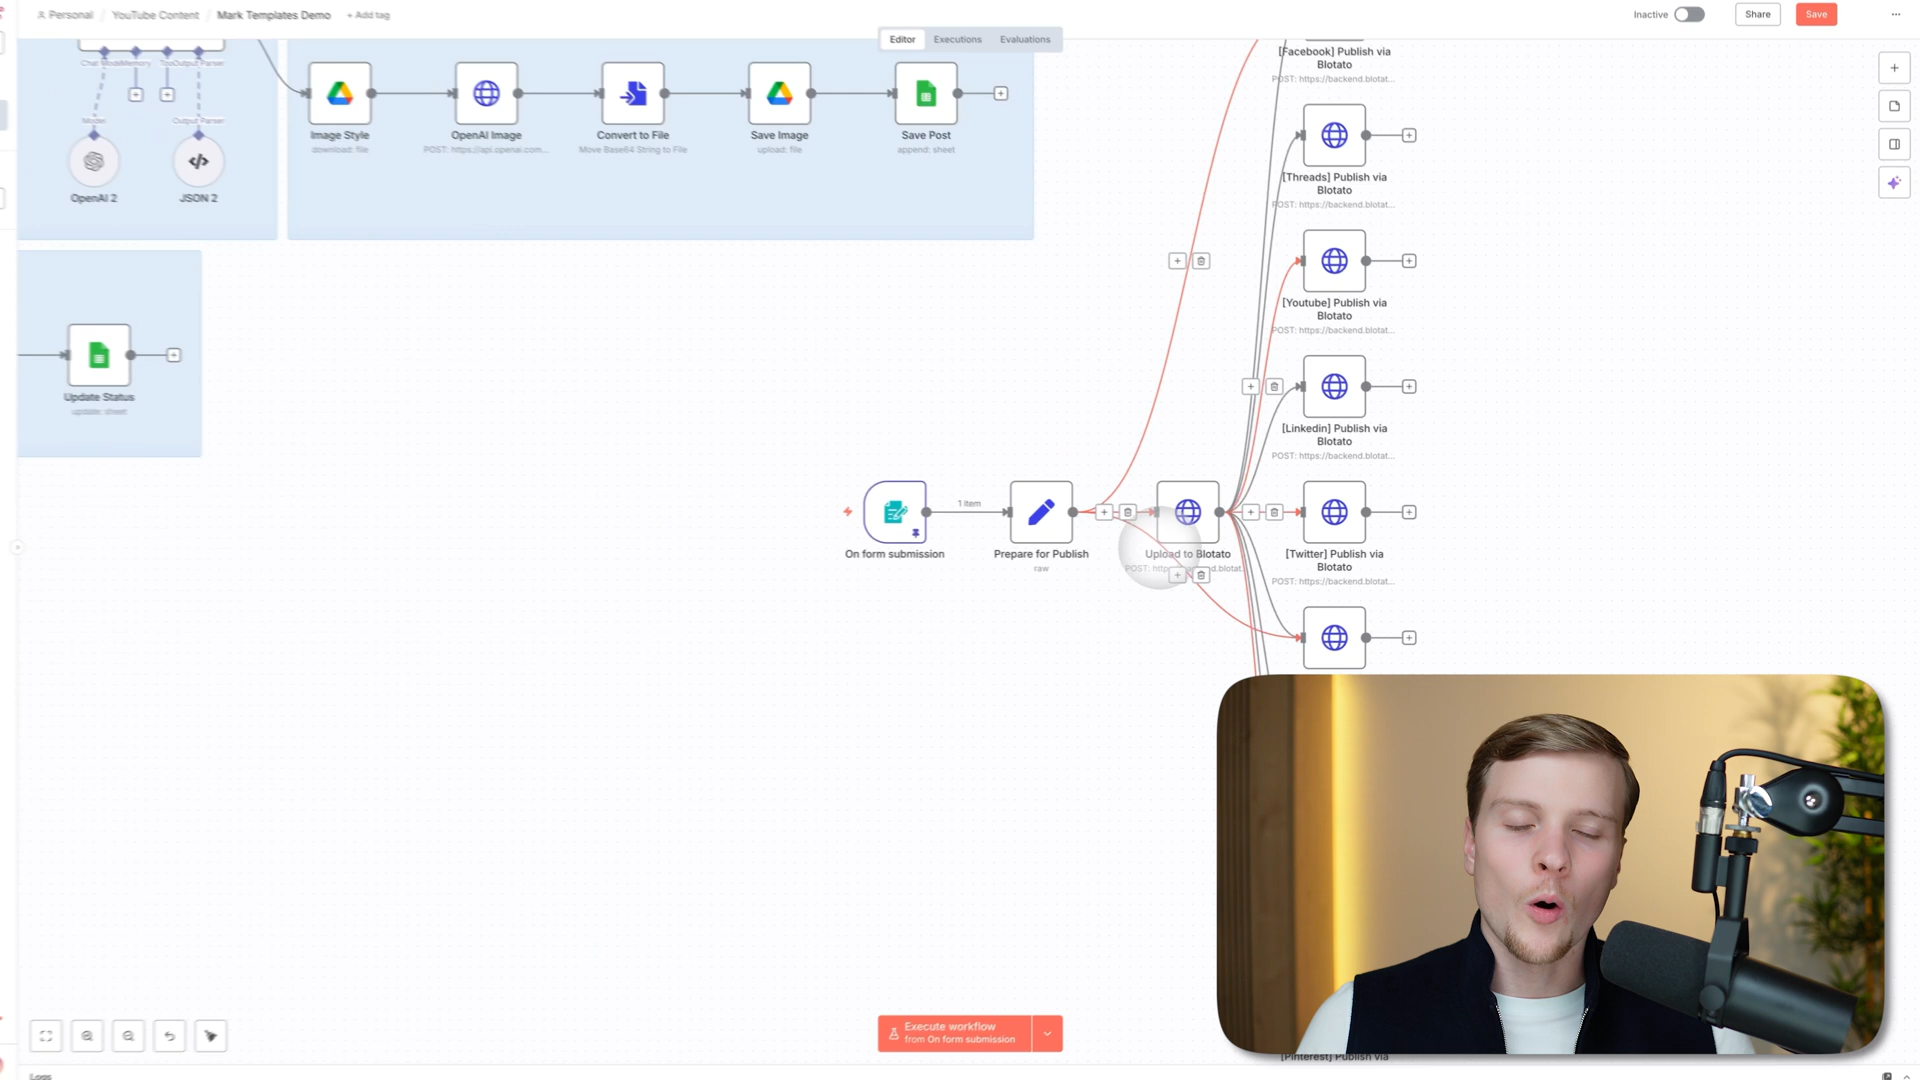 Personal / YouTube Content / Mark Templates Demo + Add tag
Inactive
Share
Save
Editor
Executions
Evaluations
Model
Output Parser
OpenAI 2
JSON 2
Image Style
download: file
OpenAI Image
POST: https://api.openai.com...
Convert to File
Move Base64 String to File
Save Image
upload: file
Save Post
append: sheet
Update Status
update: sheet
[Facebook] Publish via
Blotato
POST: https://backend.blotat...
[Threads] Publish via
Blotato
POST: https://backend.blotat...
[Youtube] Publish via
Blotato
POST: https://backend.blotat...
[Linkedin] Publish via
Blotato
POST: https://backend.blotat...
On form submission
1 item
Prepare for Publish
raw
Upload to Blotato
[Twitter] Publish via
Blotato
POST: https://backend.blotat...
Execute workflow
from On form submission
[Pinterest] Publish via
Logs